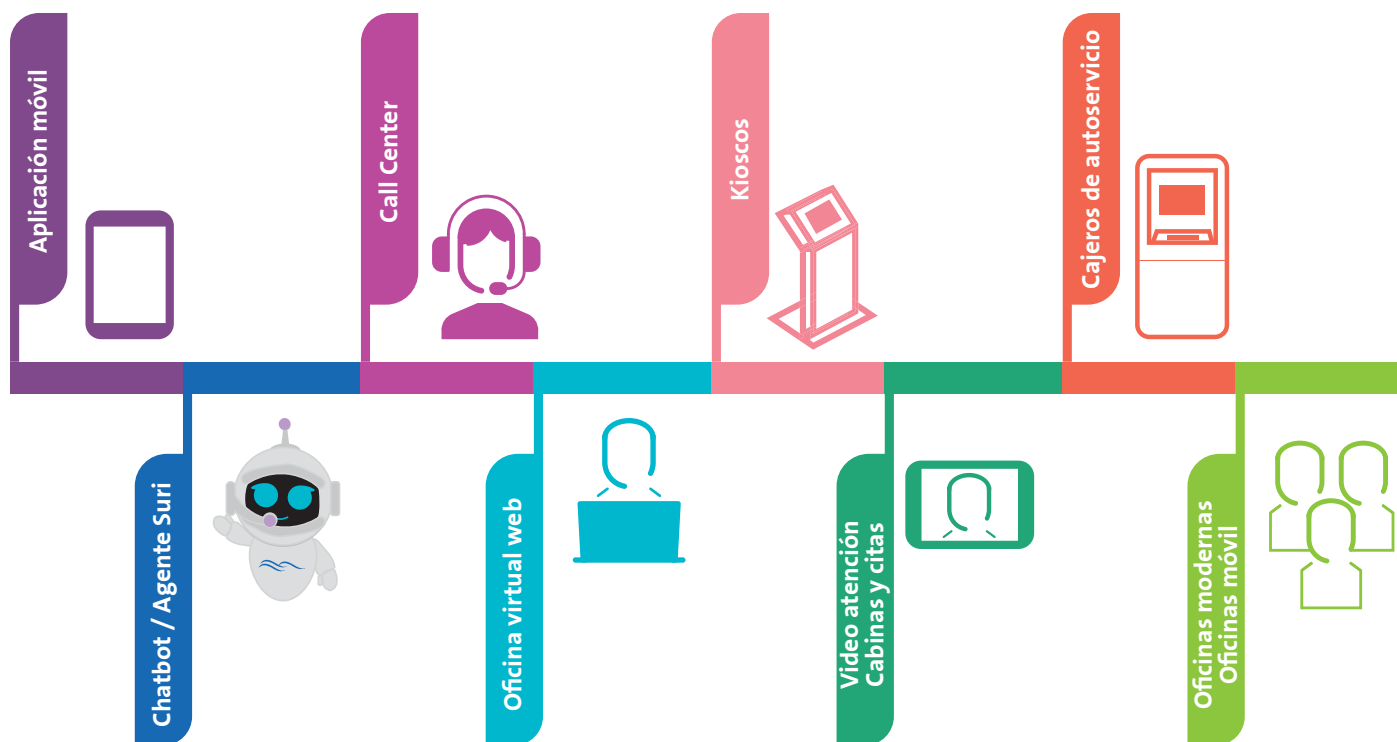 Aplicación móvil
Chatbot / Agente Suri
Call Center
Oficina virtual web
Kioscos
Video atención
Cabinas y citas
Cajeros de autoservicio
Oficinas modernas
Oficinas móvil